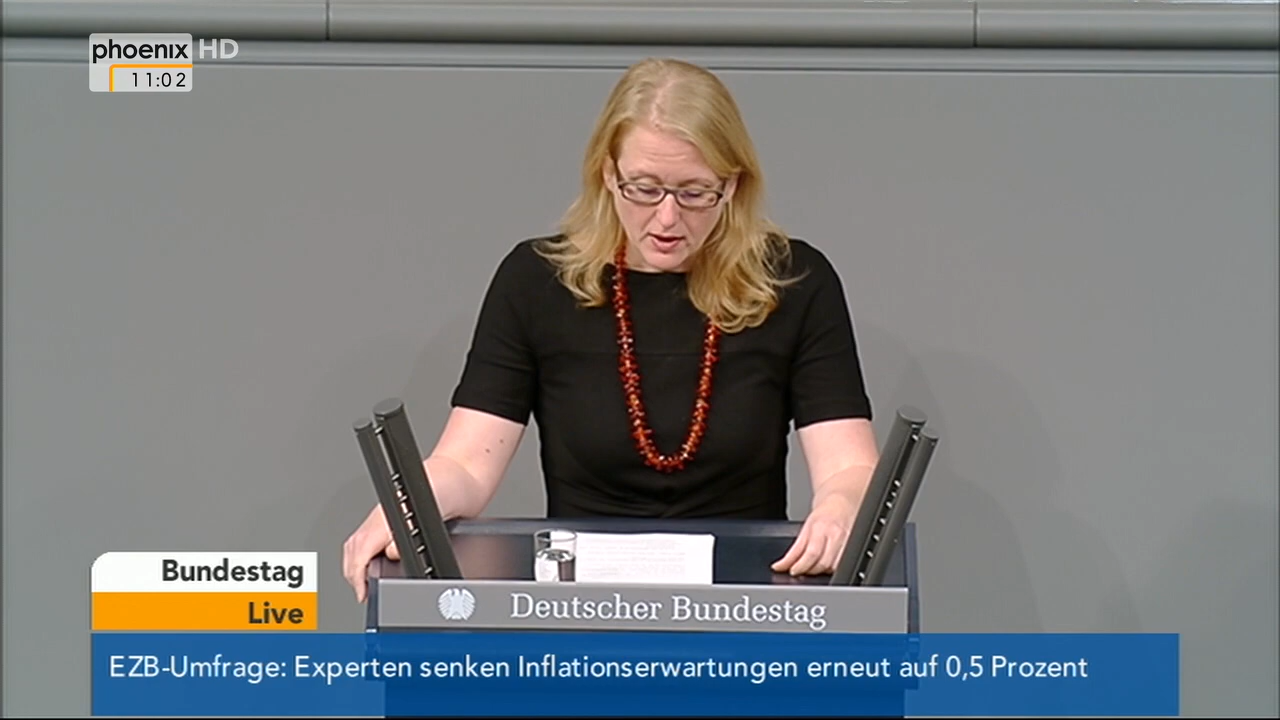 phoenix HD
11:02
Deutscher Bundestag
Bundestag
Live
EZB-Umfrage: Experten senken Inflationserwartungen erneut auf 0,5 Prozent